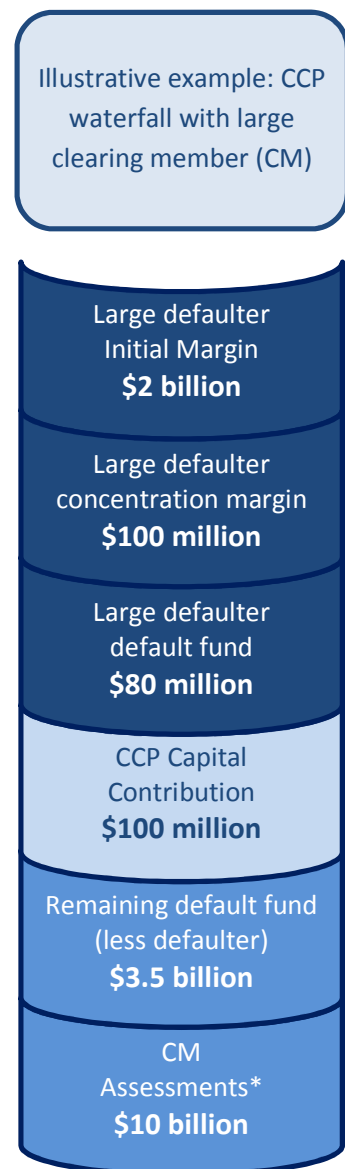 Illustrative example: CCP
waterfall with large
clearing member (CM)
Large defaulter
Initial Margin
$2 billion
Large defaulter
concentration margin
$100 million
Large defaulter
default fund
$80 million
CCP Capital
Contribution
$100 million
Remaining default fund
(less defaulter)
$3.5 billion
CM
Assessments*
$10 billion